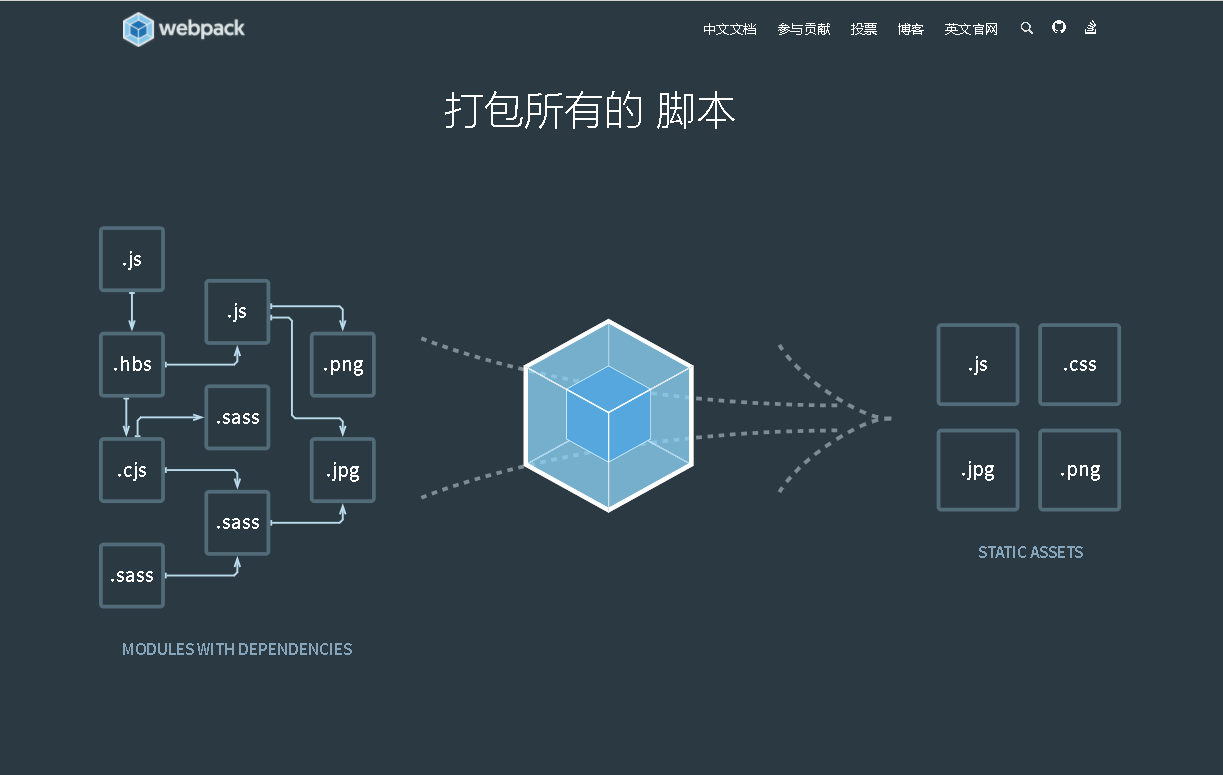 webpack
中文文档 参与贡献 投票 博客 英文官网
打包所有的 脚本
.js
.js
.hbs
.png
.sass
.cjs
.jpg
.sass
.sass
MODULES WITH DEPENDENCIES
.js .css
.jpg .png
STATIC ASSETS